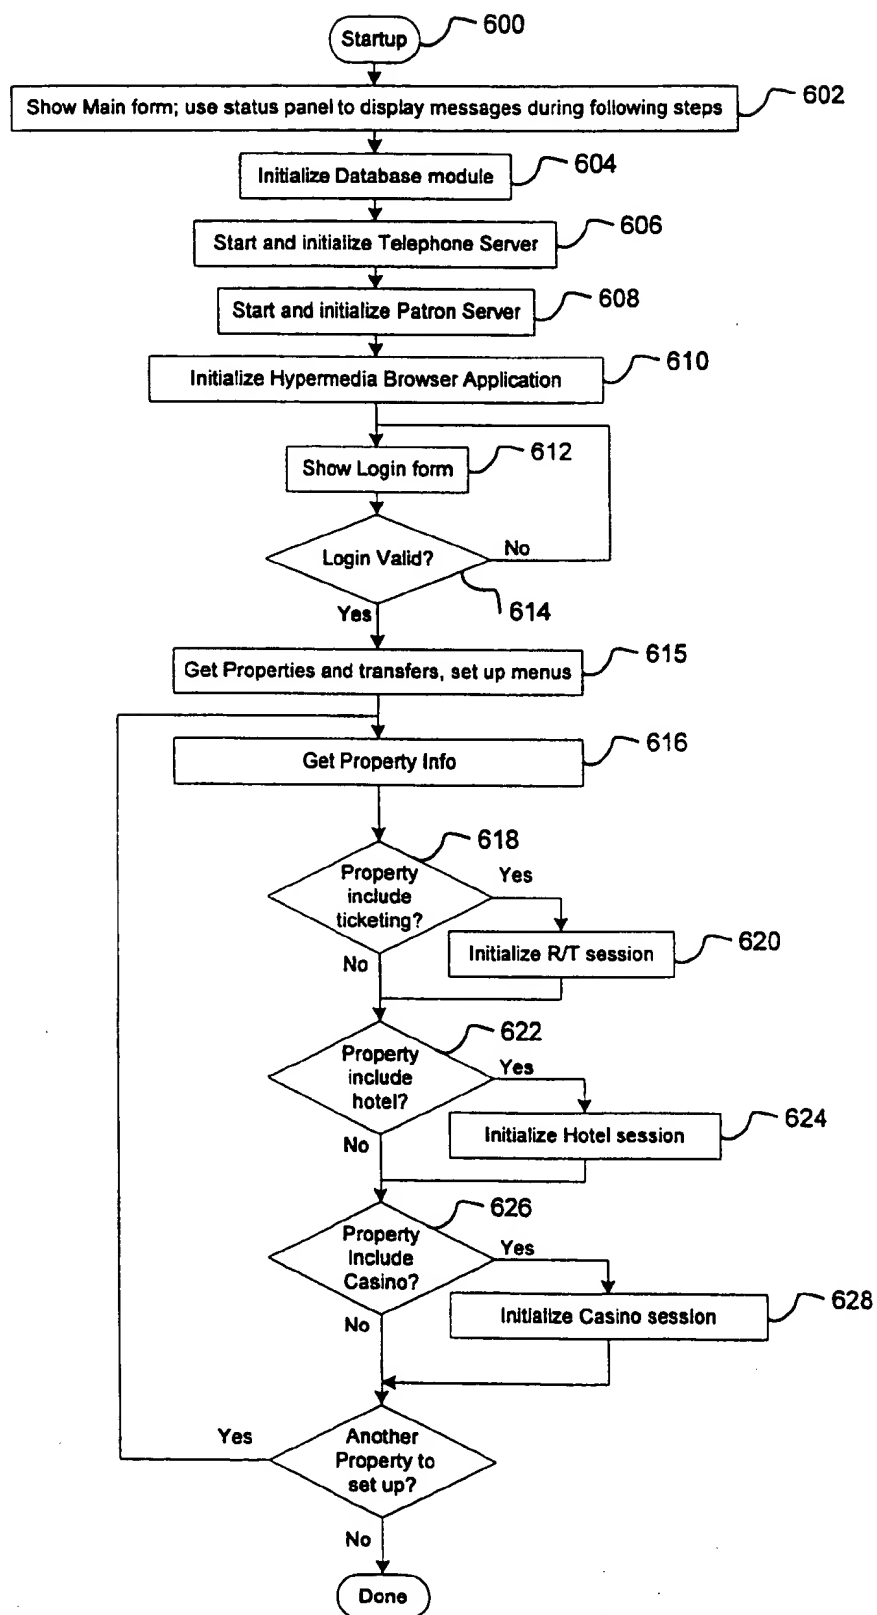 Startup
600
Show Main form; use status panel to display messages during following steps
602
Initialize Database module
604
Start and initialize Telephone Server
606
Start and initialize Patron Server
608
Initialize Hypermedia Browser Application
610
Show Login form
612
Login Valid?
No
614
Yes
Get Properties and transfers, set up menus
615
Get Property Info
616
618
Property
include
ticketing?
Yes
Initialize R/T session
620
No
622
Property
include
hotel?
Yes
Initialize Hotel session
624
No
626
Property
Include
Casino?
Yes
Initialize Casino session
628
No
Another
Property to
set up?
Yes
No
Done